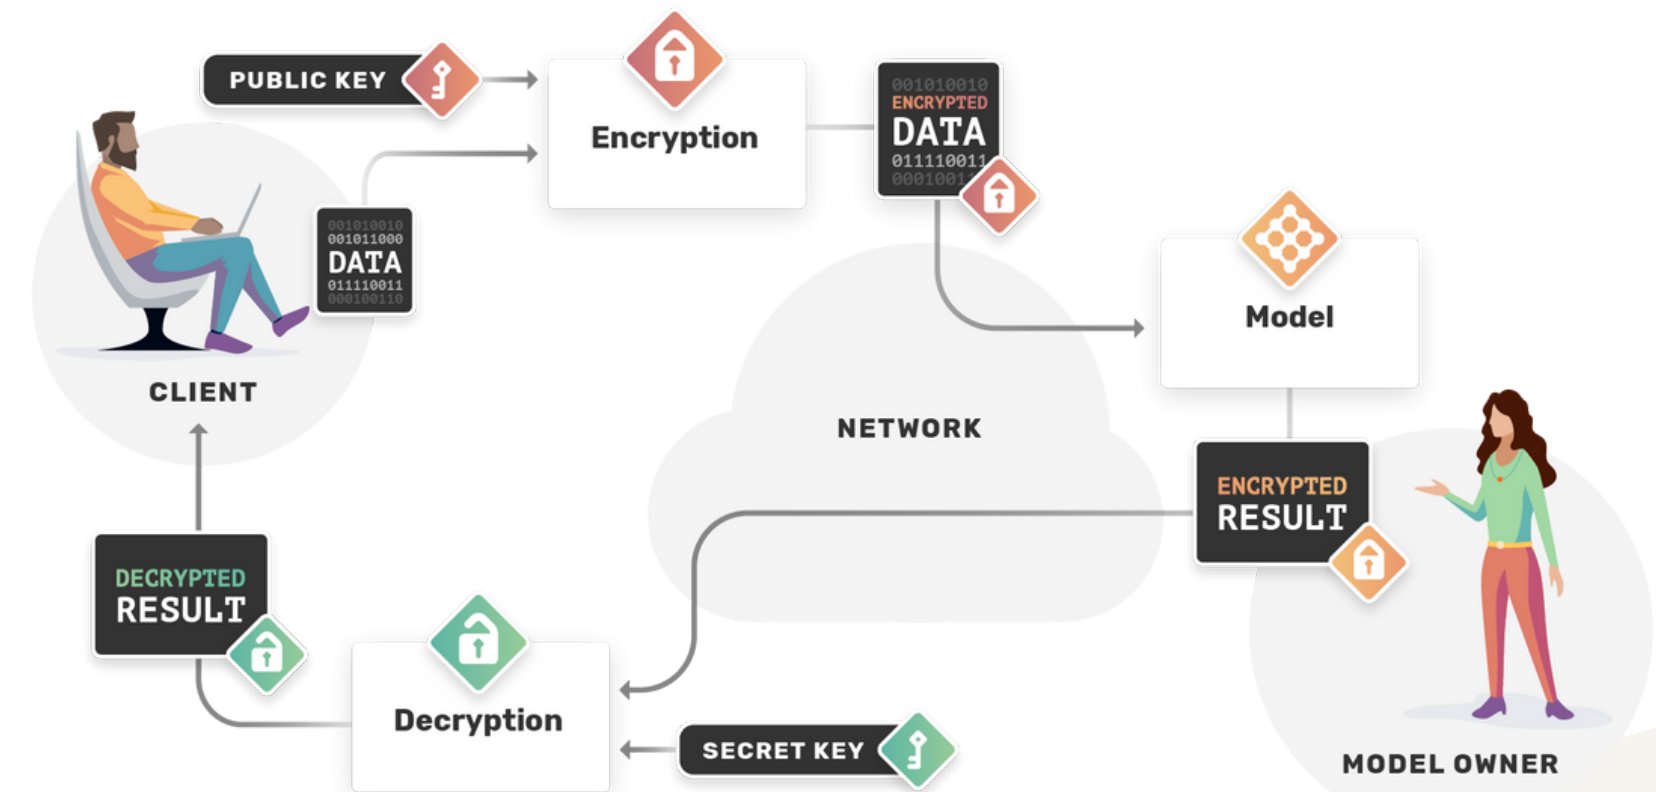 PUBLIC KEY
Encryption
001010010
ENCRYPTED
DATA
011110011
001010010
001011000
DATA
011110011
000100110
CLIENT
Model
NETWORK
ENCRYPTED
RESULT
DECRYPTED
RESULT
Decryption
SECRET KEY
MODEL OWNER